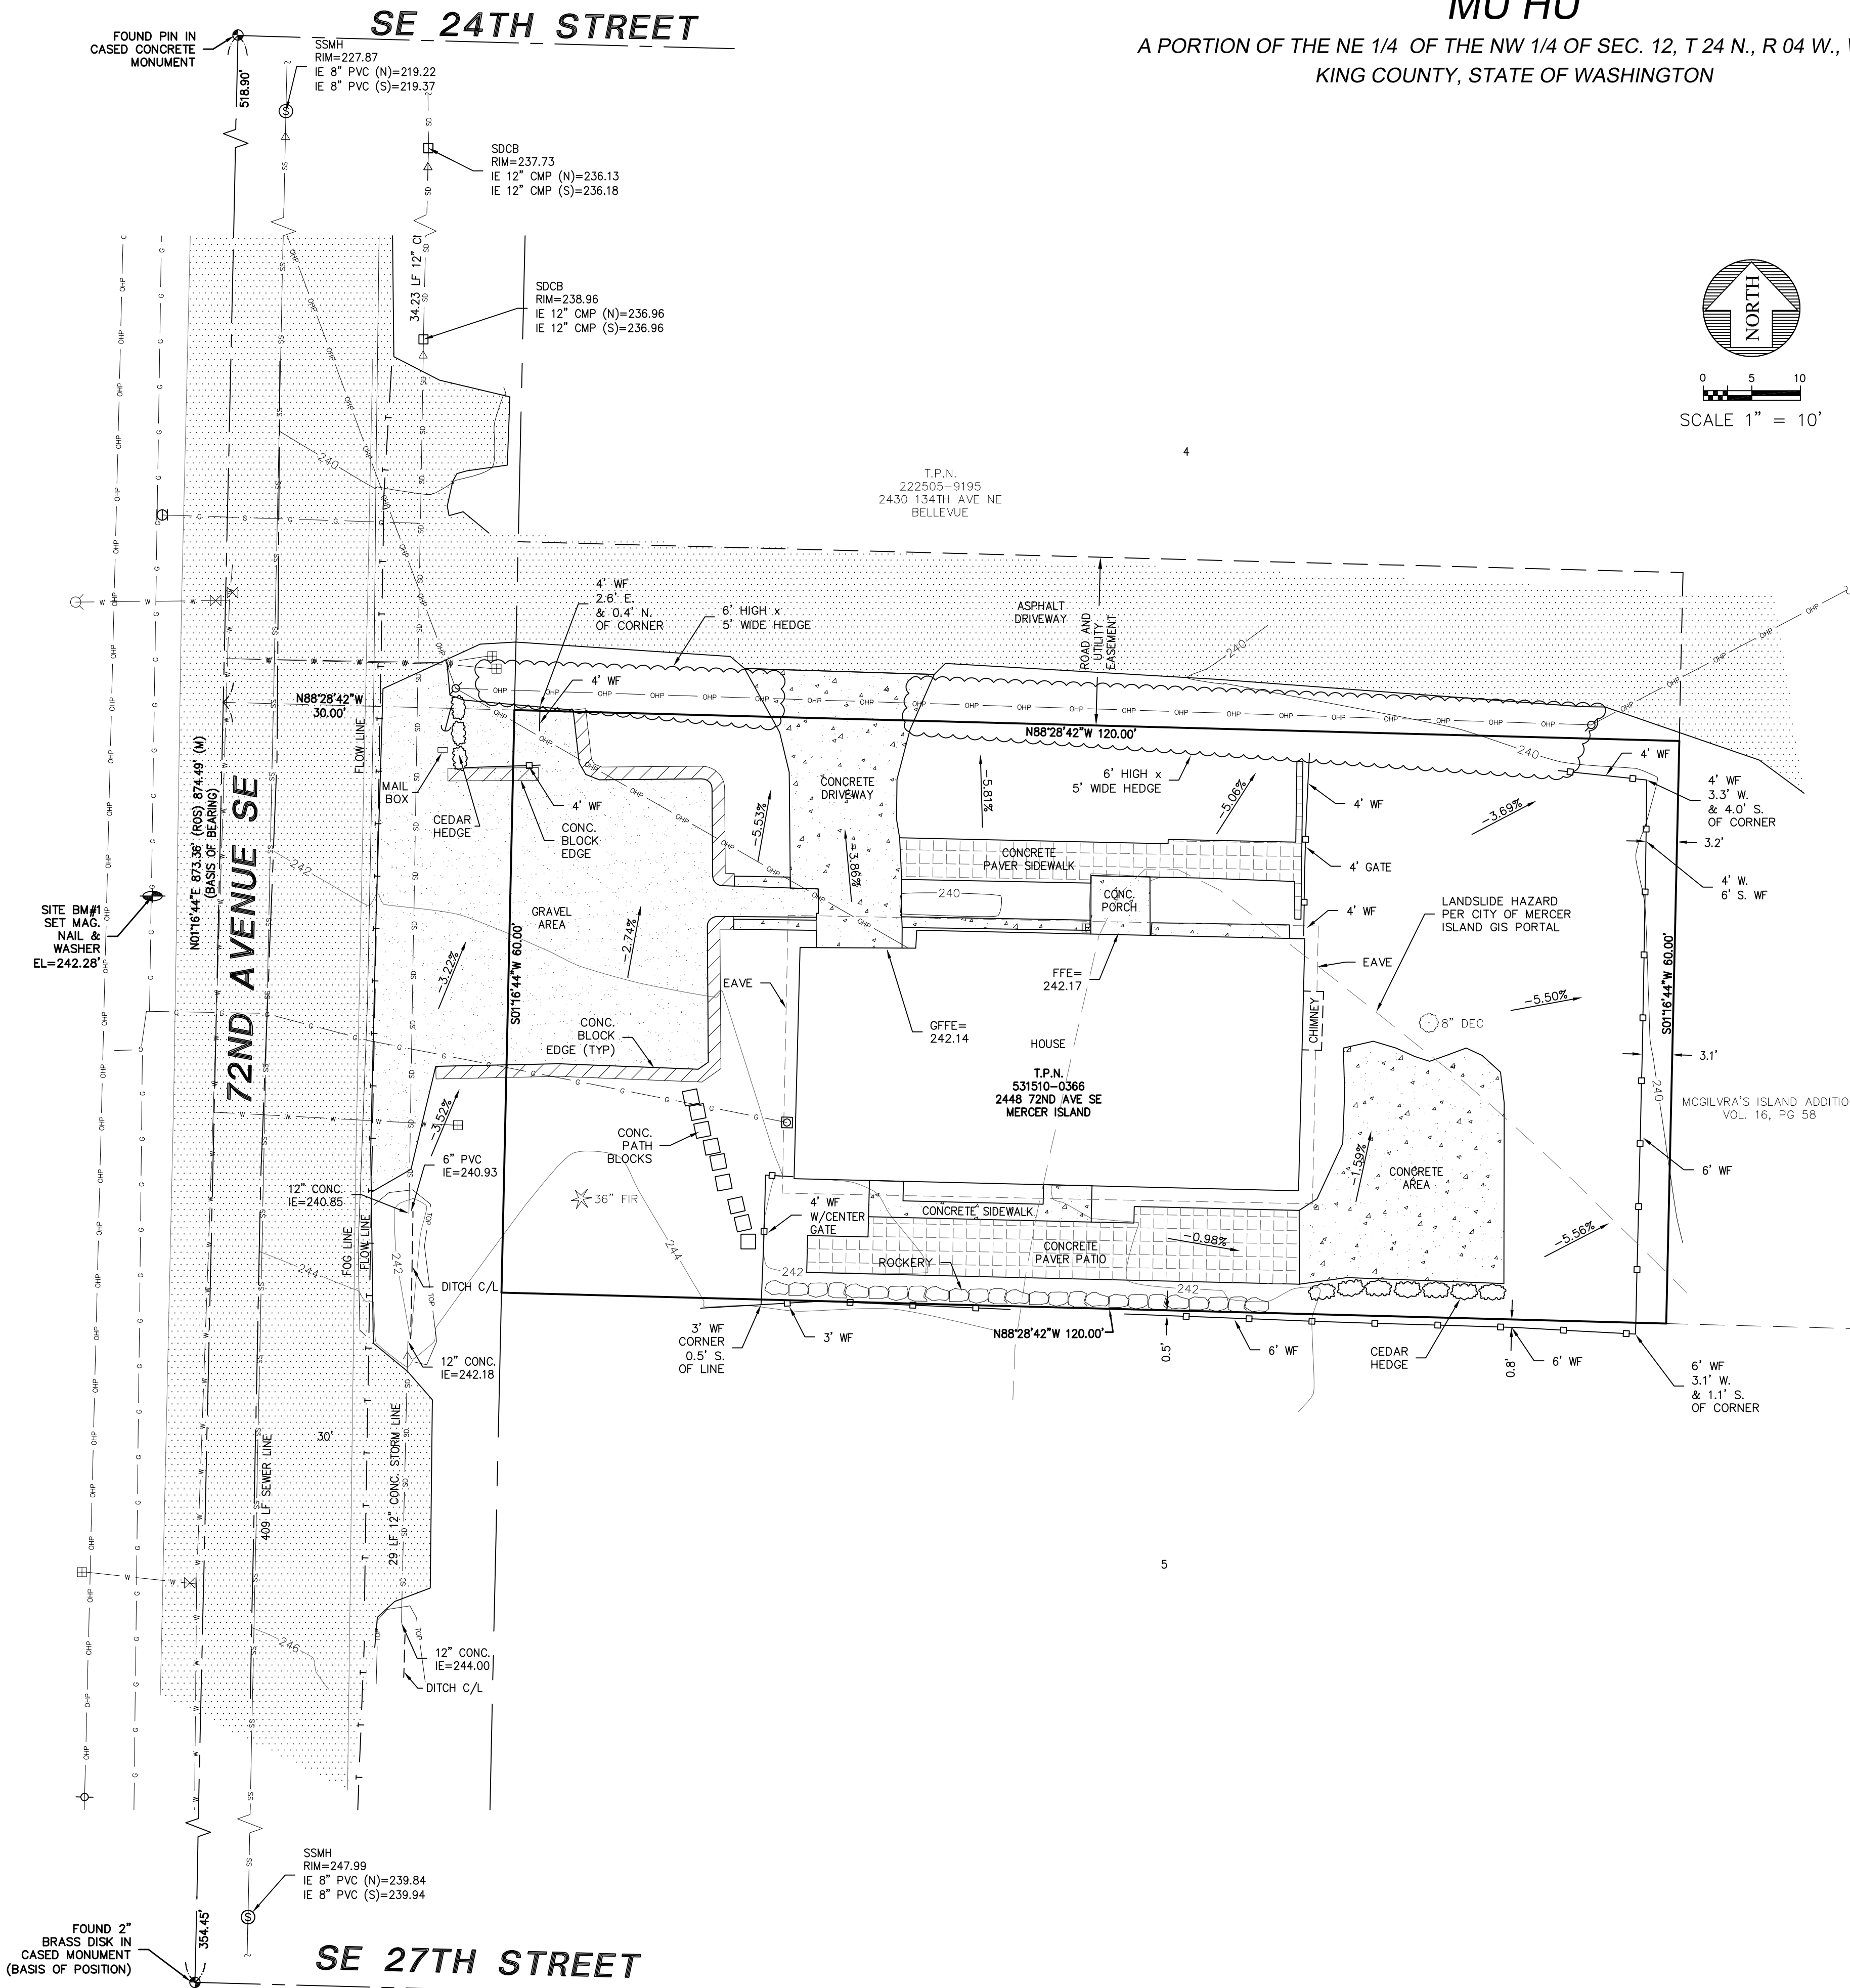 MU HU
A PORTION OF THE NE 1/4 OF THE NW 1/4 OF SEC. 12, T 24 N., R 04 W.,
KING COUNTY, STATE OF WASHINGTON
SE 24TH STREET
FOUND PIN IN
CASED CONCRETE
MONUMENT
518.90'
SSMH
RIM=227.87
IE 8" PVC (N)=219.22
IE 8" PVC (S)=219.37
SDCB
RIM=237.73
IE 12" CMP (N)=236.13
IE 12" CMP (S)=236.18
34.23 LF 12" CI
SDCB
RIM=238.96
IE 12" CMP (N)=236.96
IE 12" CMP (S)=236.96
NORTH
0 5 10
SCALE 1" = 10'
4
T.P.N.
222505-9195
2430 134TH AVE NE
BELLEVUE
240
4' WF
2.6' E.
& 0.4' N.
OF CORNER
6' HIGH x
5' WIDE HEDGE
ASPHALT
DRIVEWAY
ROAD AND
UTILITY
EASEMENT
240
4' WF
N88°28'42"W
30.00'
N88°28'42"W 120.00'
240
4' WF
4' WF
3.3' W.
& 4.0' S.
OF CORNER
FLOW LINE
MAIL
BOX
CEDAR
HEDGE
4' WF
CONC.
BLOCK
EDGE
-5.53%
CONCRETE
DRIVEWAY
-3.86%
-5.81%
6' HIGH x
5' WIDE HEDGE
-5.06%
4' WF
-3.69%
3.2'
CONCRETE
PAVER SIDEWALK
4' GATE
4' W.
6' S. WF
240
CONC.
PORCH
4' WF
LANDSLIDE HAZARD
PER CITY OF MERCER
ISLAND GIS PORTAL
N01°16'44"E 873.36' (ROS) 874.49' (M)
(BASIS OF BEARING)
72ND AVENUE SE
242
SITE BM#1
SET MAG.
NAIL &
WASHER
EL=242.28'
GRAVEL
AREA
-2.74%
-3.22%
S01°16'44"W 60.00'
EAVE
FFE=
242.17
EAVE
-5.50%
S01°16'44"W 60.00'
GFFE=
242.14
CHIMNEY
8" DEC
CONC.
BLOCK
EDGE (TYP)
HOUSE
T.P.N.
531510-0366
2448 72ND AVE SE
MERCER ISLAND
3.1'
240
MCGILVRA'S ISLAND ADDITIO
VOL. 16, PG 58
-3.52%
CONC.
PATH
BLOCKS
6" PVC
IE=240.93
12" CONC.
IE=240.85
36" FIR
4' WF
W/CENTER
GATE
CONCRETE SIDEWALK
-1.59%
CONCRETE
AREA
6' WF
TOP
FOG LINE
FLOW LINE
242
244
244
ROCKERY
CONCRETE
PAVER PATIO
-0.98%
-5.56%
242
242
DITCH C/L
TOP
3' WF
CORNER
0.5' S.
OF LINE
3' WF
N88°28'42"W 120.00'
0.5'
6' WF
CEDAR
HEDGE
0.8'
6' WF
6' WF
3.1' W.
& 1.1' S.
OF CORNER
12" CONC.
IE=242.18
30'
409 LF SEWER LINE
29 LF 12" CONC. STORM LINE
5
246
TOP
TOP
12" CONC.
IE=244.00
DITCH C/L
SSMH
RIM=247.99
IE 8" PVC (N)=239.84
IE 8" PVC (S)=239.94
354.45'
FOUND 2"
BRASS DISK IN
CASED MONUMENT
(BASIS OF POSITION)
SE 27TH STREET